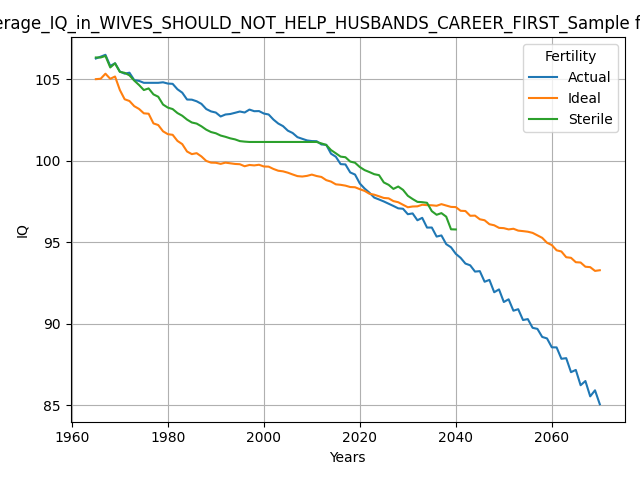 erage_IQ_in_WIVES_SHOULD_NOT_HELP_HUSBANDS_CAREER_FIRST_Sample f
Fertility
Actual
Ideal
Sterile
105
100
95
90
85
IQ
1960 1980 2000 2020 2040 2060
Years